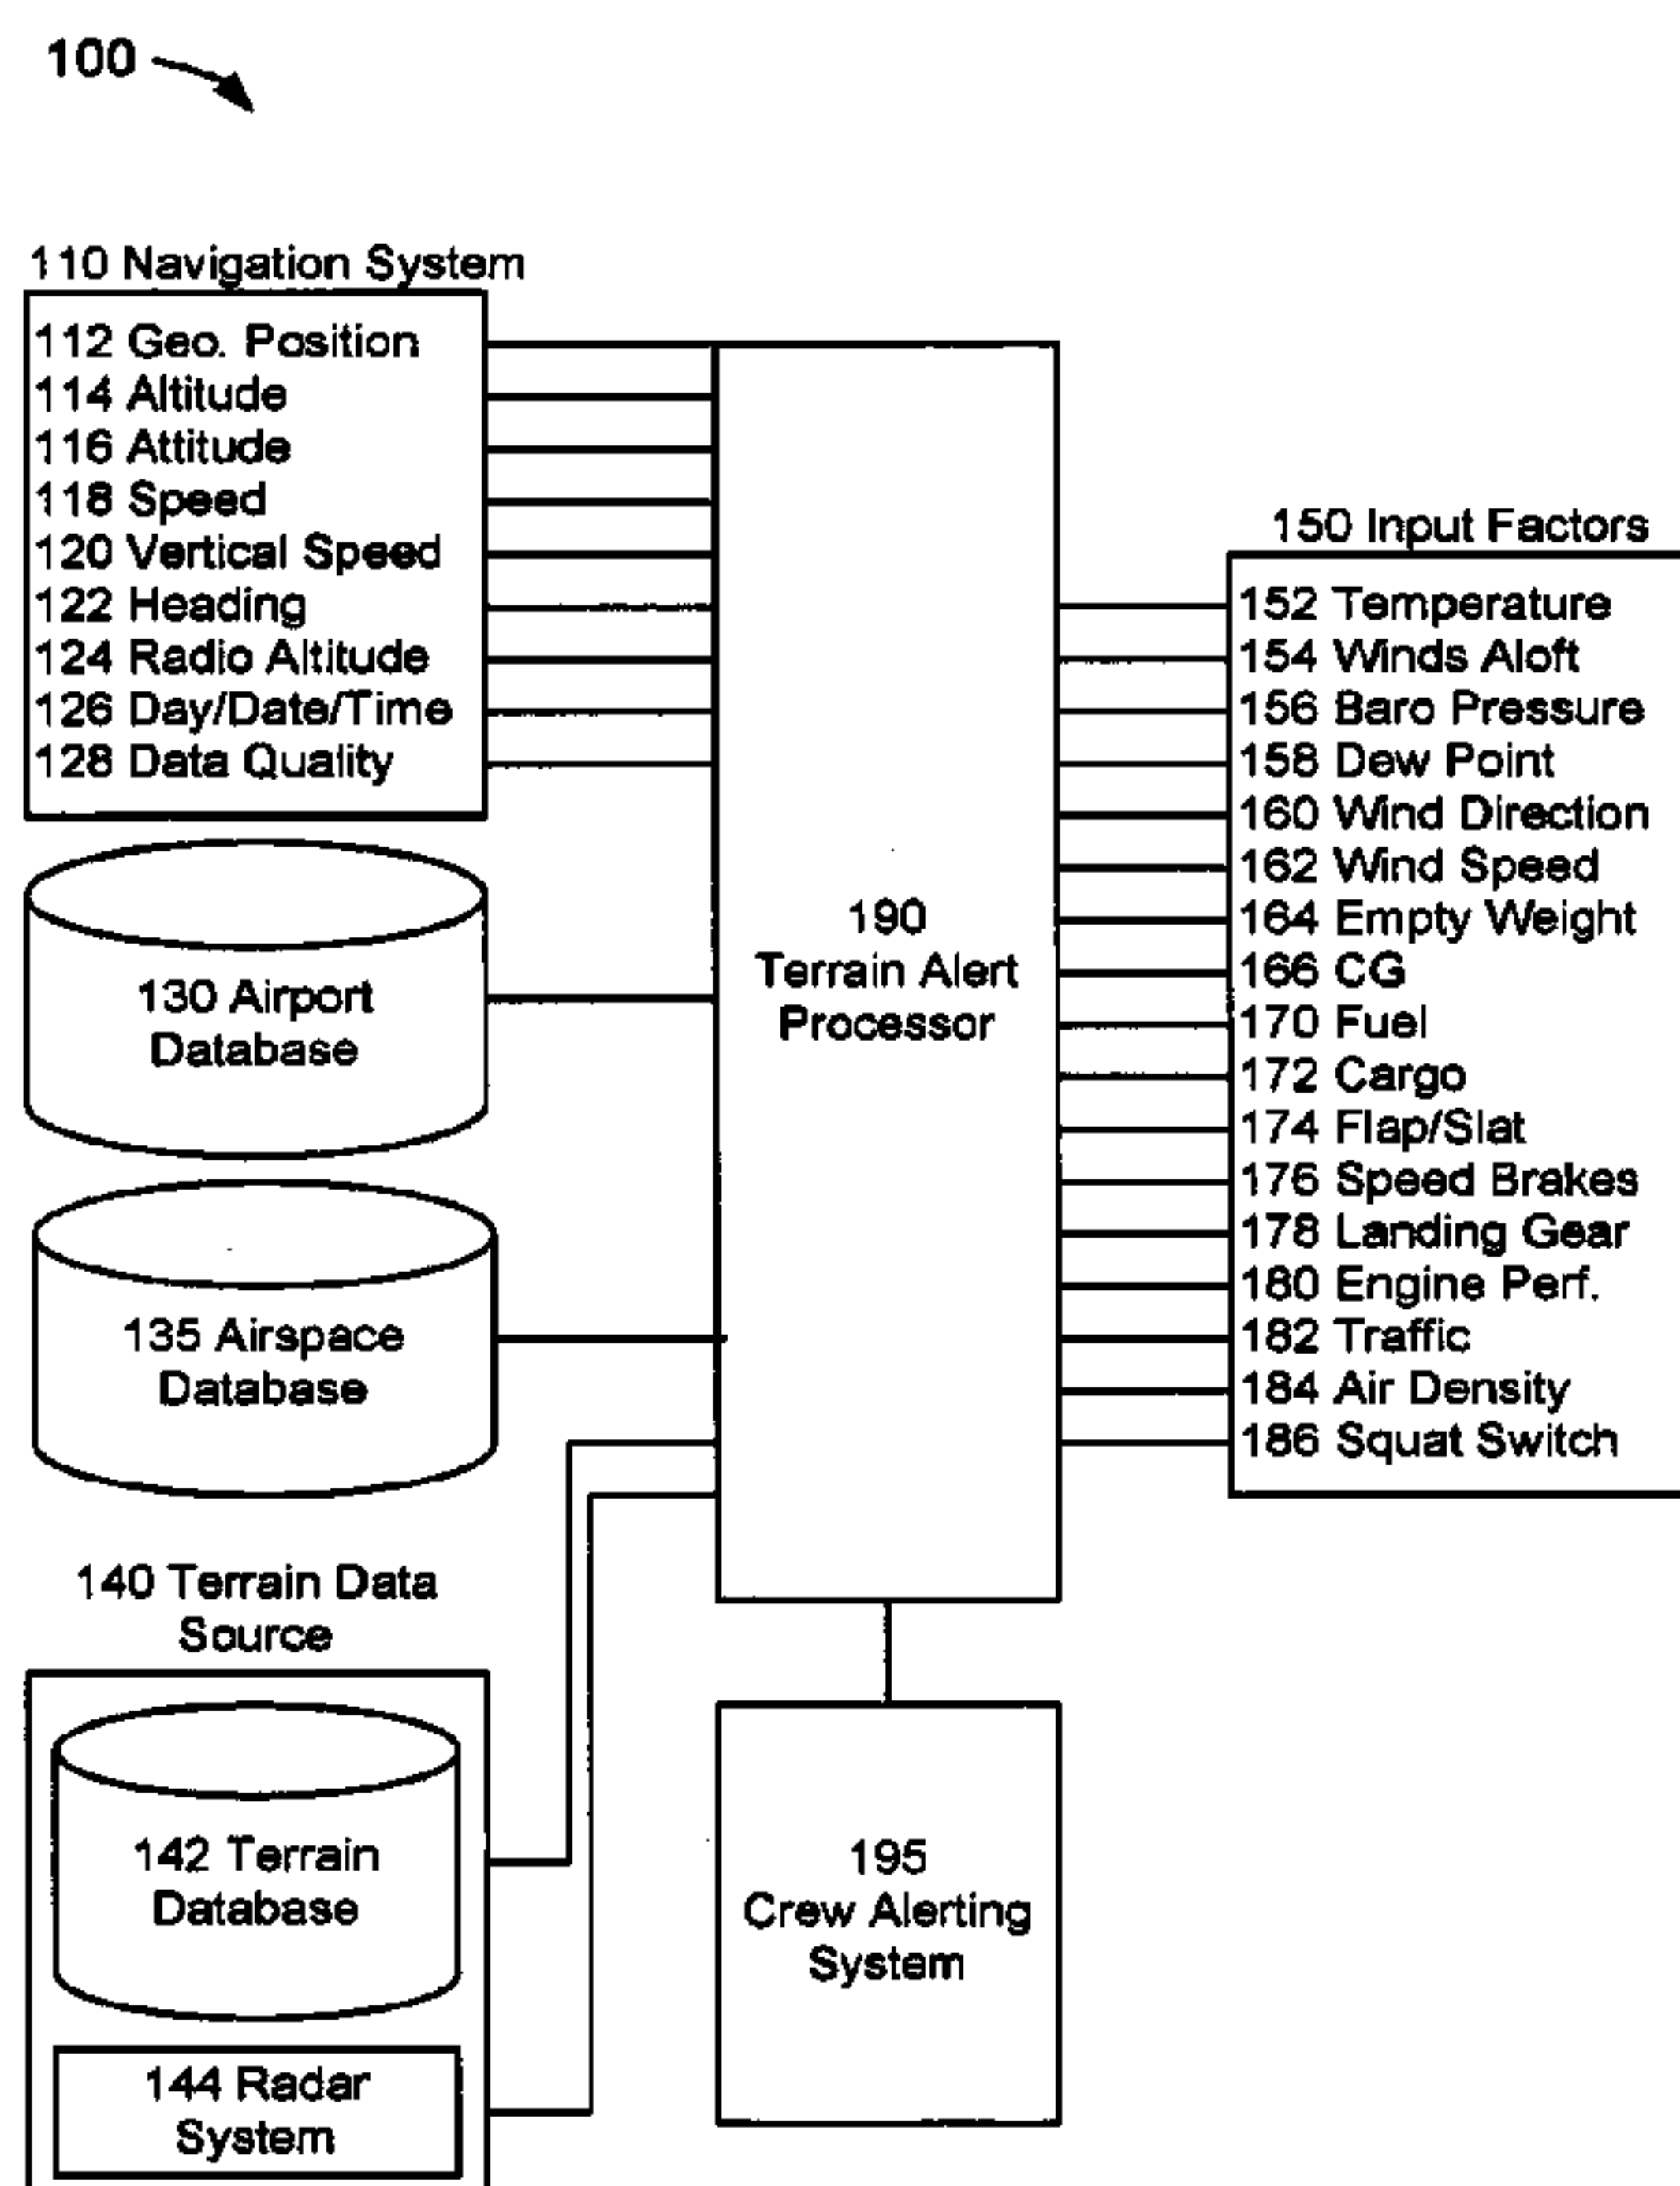 100
110 Navigation System
112 Geo. Position
114 Altitude
116 Attitude
118 Speed
120 Vertical Speed
122 Heading
124 Radio Altitude
126 Day/Date/Time
128 Data Quality
130 Airport
Database
135 Airspace
Database
140 Terrain Data
Source
142 Terrain
Database
144 Radar
System
190
Terrain Alert
Processor
195
Crew Alerting
System
150 Input Factors
152 Temperature
154 Winds Aloft
156 Baro Pressure
158 Dew Point
160 Wind Direction
162 Wind Speed
164 Empty Weight
166 CG
170 Fuel
172 Cargo
174 Flap/Slat
176 Speed Brakes
178 Landing Gear
180 Engine Perf.
182 Traffic
184 Air Density
186 Squat Switch